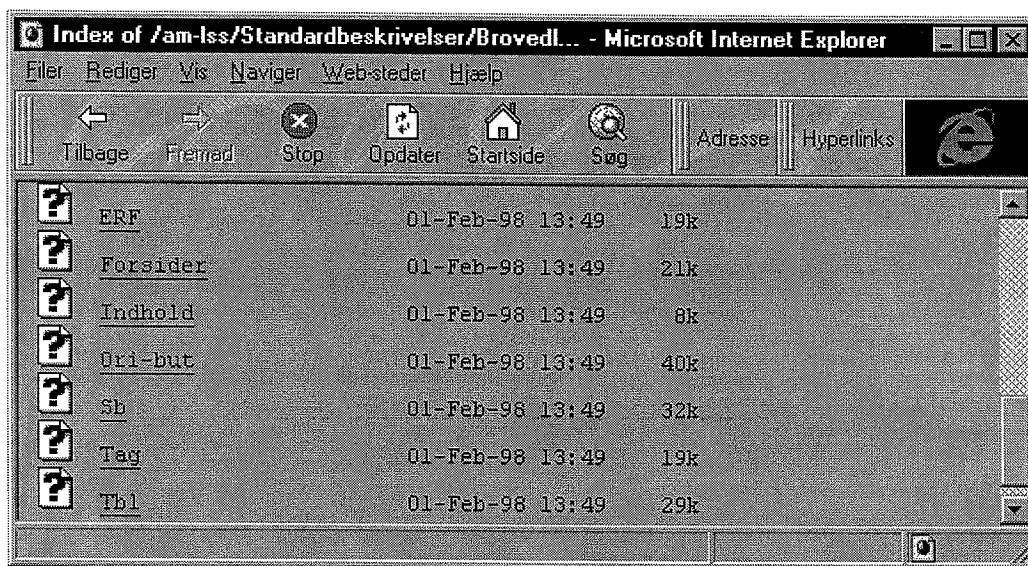 Index of /am-lss/Standardbeskrivelser/Brovedl... - Microsoft Internet Explorer
Filer Rediger Vis Naviger Web-steder Hjælp
Tilbage Fremad Stop Opdater Startside Søg Adresse Hyperlinks
ERF 01-Feb-98 13:49 19k
Forsider 01-Feb-98 13:49 21k
Indhold 01-Feb-98 13:49 8k
Ori-but 01-Feb-98 13:49 40k
Sb 01-Feb-98 13:49 32k
Tag 01-Feb-98 13:49 19k
Tbl 01-Feb-98 13:49 29k